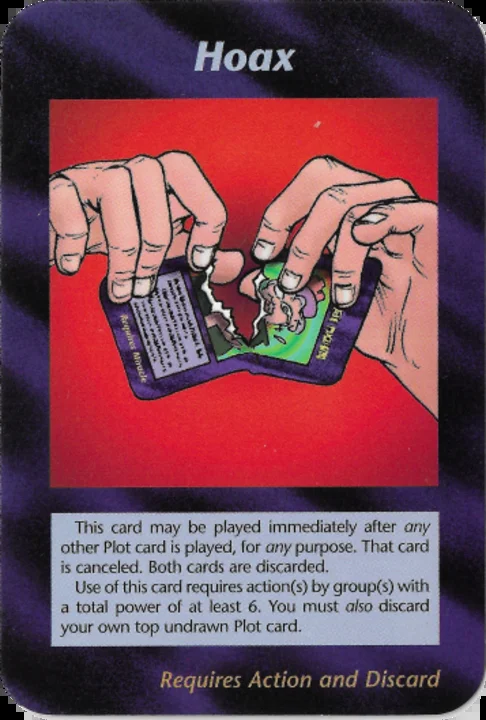 Hoax
Requires Miracle
This card may be played immediately after any
other Plot card is played, for any purpose. That card
is canceled. Both cards are discarded.
Use of this card requires action(s) by group(s) with
a total power of at least 6. You must also discard
your own top undrawn Plot card.
Requires Action and Discard